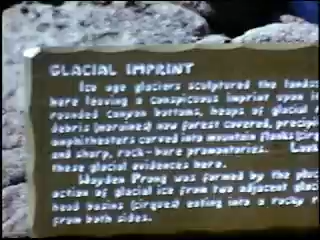 GLACIAL IMPRINT
Ice age glaciers sculptured the
here leaving a conspicuous imprint upon
rounded canyon bottoms, heaps of glacial
debris (moraines) now forest covered,
amphitheaters carved into mountain flanks
and sharp, rock-bare promontories. Look
these glacial evidences here.
Hayden Prong was formed by the
action of glacial ice from two adjacent
head basins (cirques) eating into a rocky
from both sides.